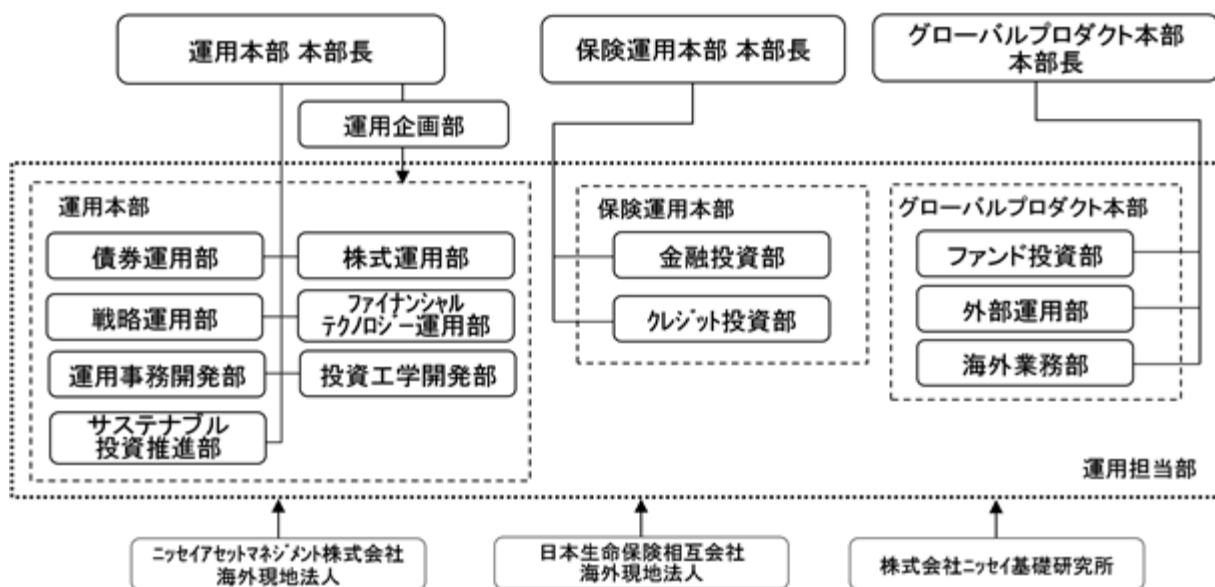 運用本部 本部長
保険運用本部 本部長
グローバルプロダクト本部
本部長
運用企画部
運用本部
債券運用部
株式運用部
戦略運用部
ファイナンシャル
テクノロジー運用部
運用事務開発部
投資工学開発部
サステナブル
投資推進部
保険運用本部
金融投資部
クレジット投資部
グローバルプロダクト本部
ファンド投資部
外部運用部
海外業務部
運用担当部
ニッセイアセットマネジメント株式会社
海外現地法人
日本生命保険相互会社
海外現地法人
株式会社ニッセイ基礎研究所